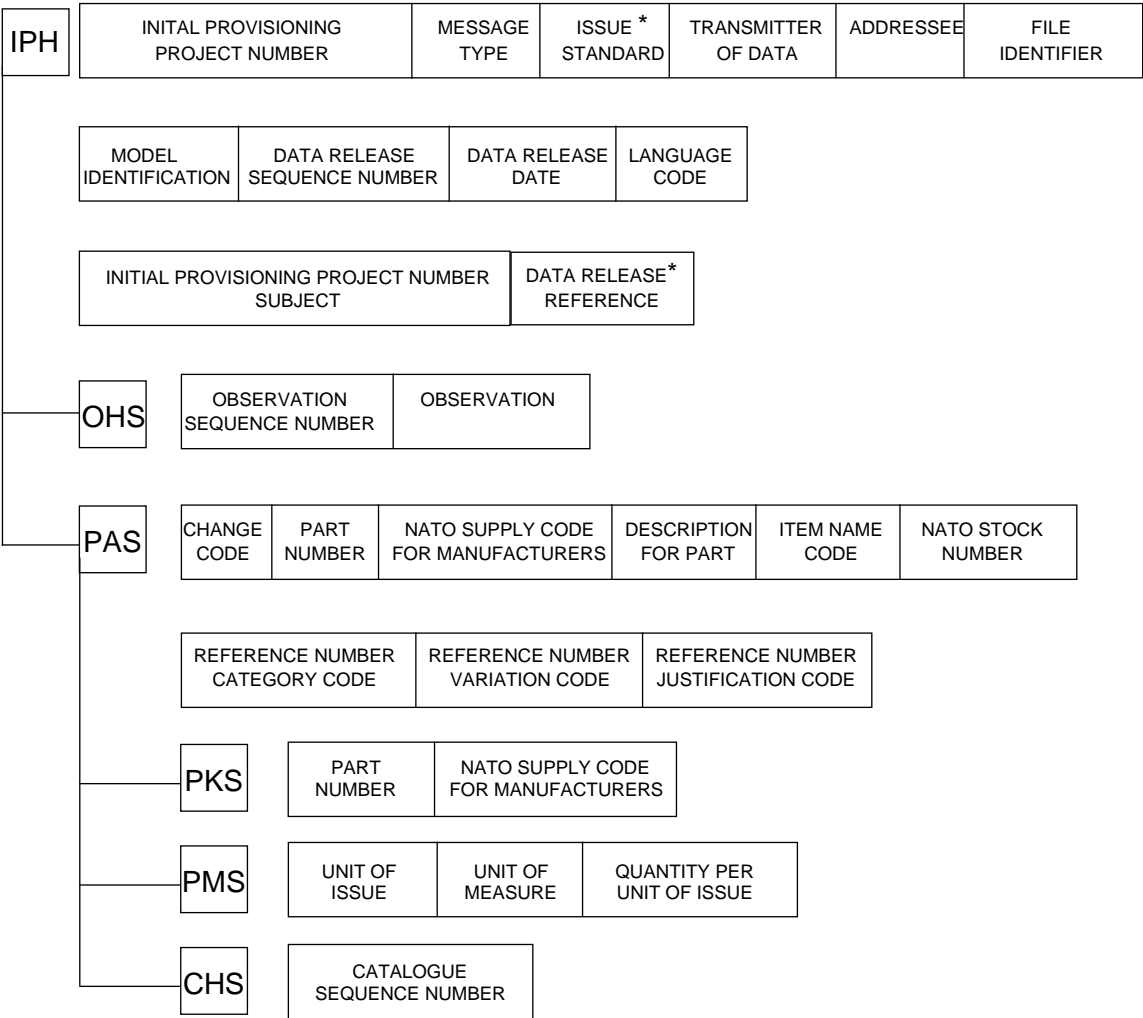 IPH
INITAL PROVISIONING
PROJECT NUMBER
MESSAGE
TYPE
ISSUE *
STANDARD
TRANSMITTER
OF DATA
ADDRESSEE
FILE
IDENTIFIER
MODEL
IDENTIFICATION
DATA RELEASE
SEQUENCE NUMBER
DATA RELEASE
DATE
LANGUAGE
CODE
INITIAL PROVISIONING PROJECT NUMBER
SUBJECT
DATA RELEASE*
REFERENCE
OHS
OBSERVATION
SEQUENCE NUMBER
OBSERVATION
PAS
CHANGE
CODE
PART
NUMBER
NATO SUPPLY CODE
FOR MANUFACTURERS
DESCRIPTION
FOR PART
ITEM NAME
CODE
NATO STOCK
NUMBER
REFERENCE NUMBER
CATEGORY CODE
REFERENCE NUMBER
VARIATION CODE
REFERENCE NUMBER
JUSTIFICATION CODE
PKS
PART
NUMBER
NATO SUPPLY CODE
FOR MANUFACTURERS
PMS
UNIT OF
ISSUE
UNIT OF
MEASURE
QUANTITY PER
UNIT OF ISSUE
CHS
CATALOGUE
SEQUENCE NUMBER